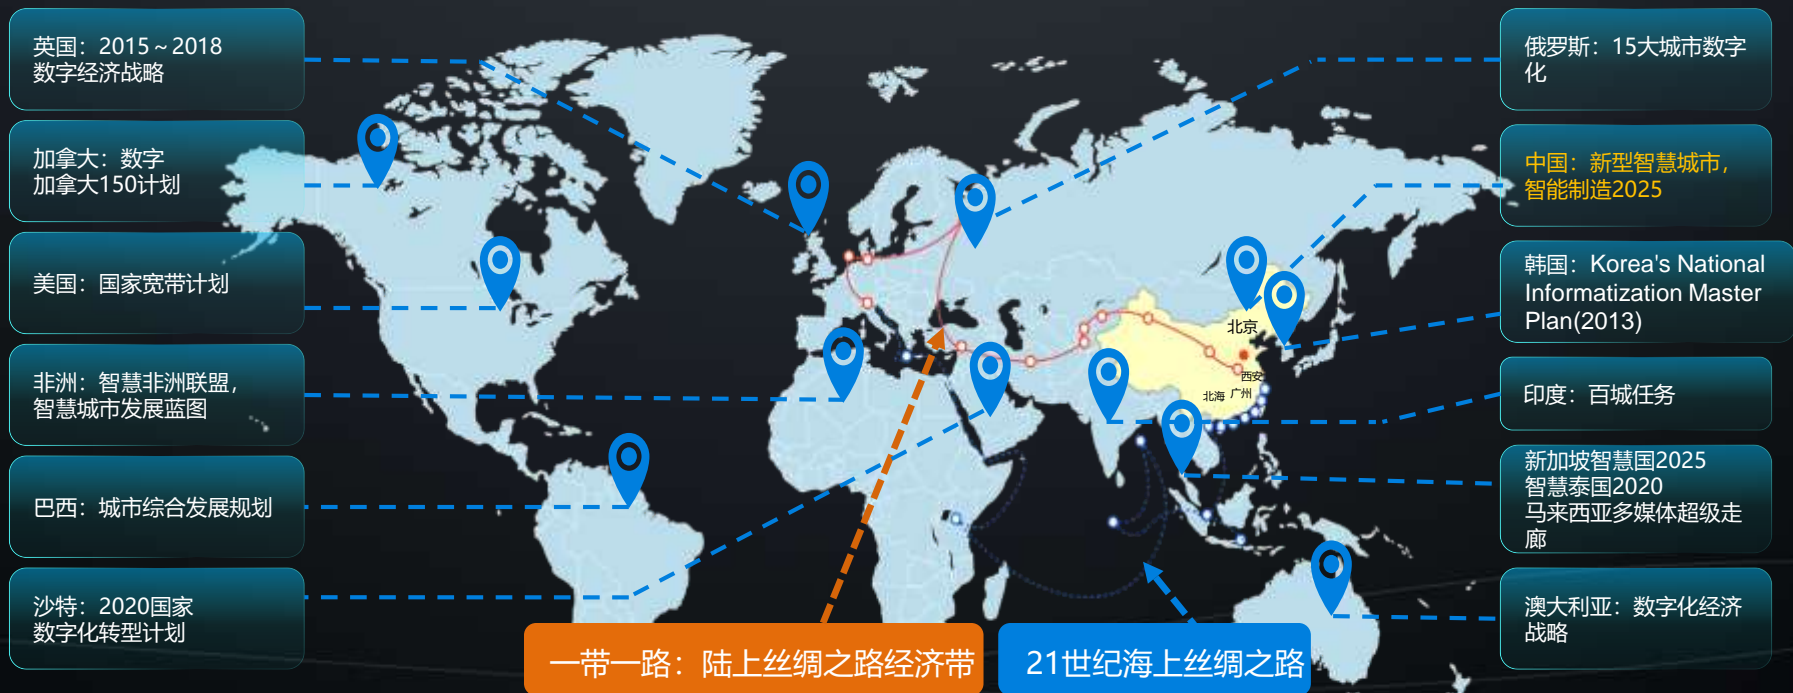 英国：2015～2018
数字经济战略
加拿大：数字
加拿大150计划
美国：国家宽带计划
非洲：智慧非洲联盟，
智慧城市发展蓝图
巴西：城市综合发展规划
沙特：2020国家
数字化转型计划
俄罗斯：15大城市数字
化
中国：新型智慧城市，
智能制造2025
韩国：Korea's National
Informatization Master
Plan(2013)
印度：百城任务
新加坡智慧国2025
智慧泰国2020
马来西亚多媒体超级走
廊
澳大利亚：数字化经济
战略
北京
西安
北海 广州
一带一路：陆上丝绸之路经济带
21世纪海上丝绸之路